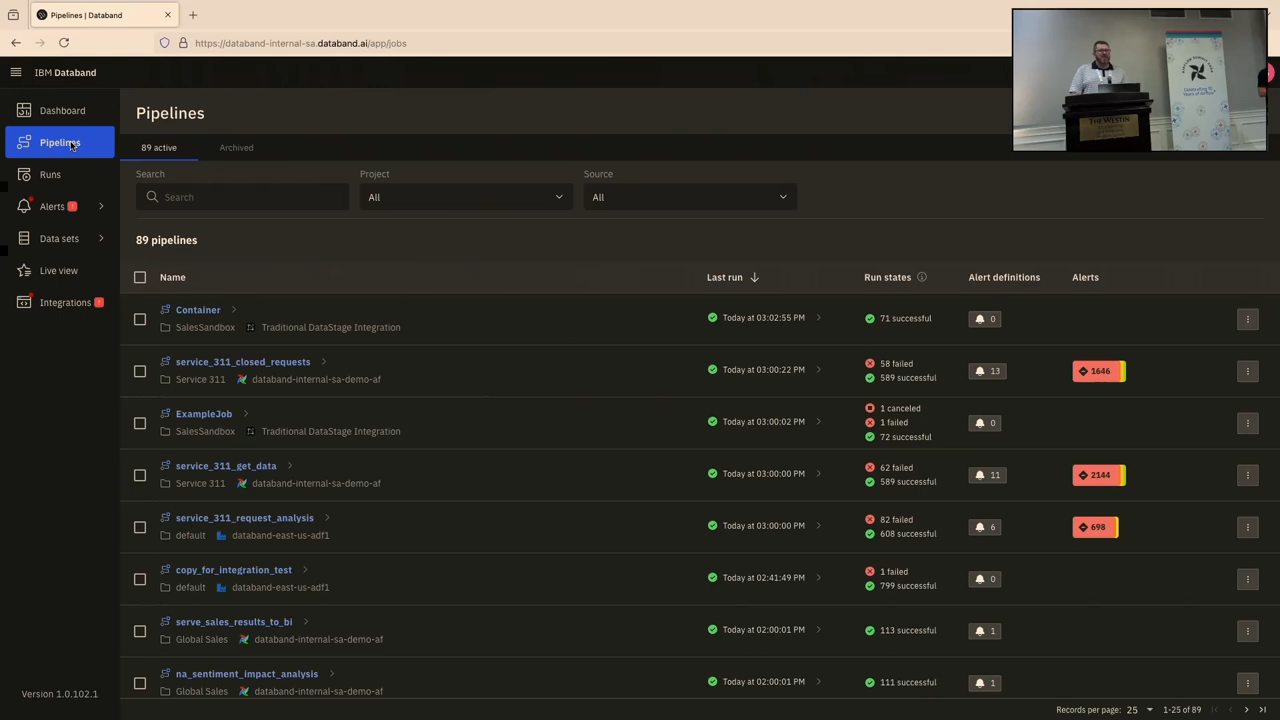 Pipelines | Databand
https://databand-internal-sa.databand.ai/app/jobs
IBM Databand
Dashboard
Pipelines
Runs
Alerts
Data sets
Live view
Integrations
Version 1.0.102.1
Pipelines
89 active Archived
Search Project Source
Search All All
89 pipelines
Name Last run Run states Alert definitions Alerts
Container Today at 03:02:55 PM 71 successful 0
SalesSandbox Traditional DataStage Integration
service_311_closed_requests Today at 03:00:22 PM 58 failed 589 successful 13 1646
Service 311 databand-internal-sa-demo-af
ExampleJob Today at 03:00:02 PM 1 canceled 1 failed 72 successful 0
SalesSandbox Traditional DataStage Integration
service_311_get_data Today at 03:00:00 PM 62 failed 589 successful 11 2144
Service 311 databand-internal-sa-demo-af
service_311_request_analysis Today at 03:00:00 PM 82 failed 608 successful 6 698
default databand-east-us-adf1
copy_for_integration_test Today at 02:41:49 PM 1 failed 799 successful 0
default databand-east-us-adf1
serve_sales_results_to_bi Today at 02:00:01 PM 113 successful 1
Global Sales databand-internal-sa-demo-af
na_sentiment_impact_analysis Today at 02:00:01 PM 111 successful 1
Global Sales databand-internal-sa-demo-af
Records per page: 25 1-25 of 89
THE WESTIN